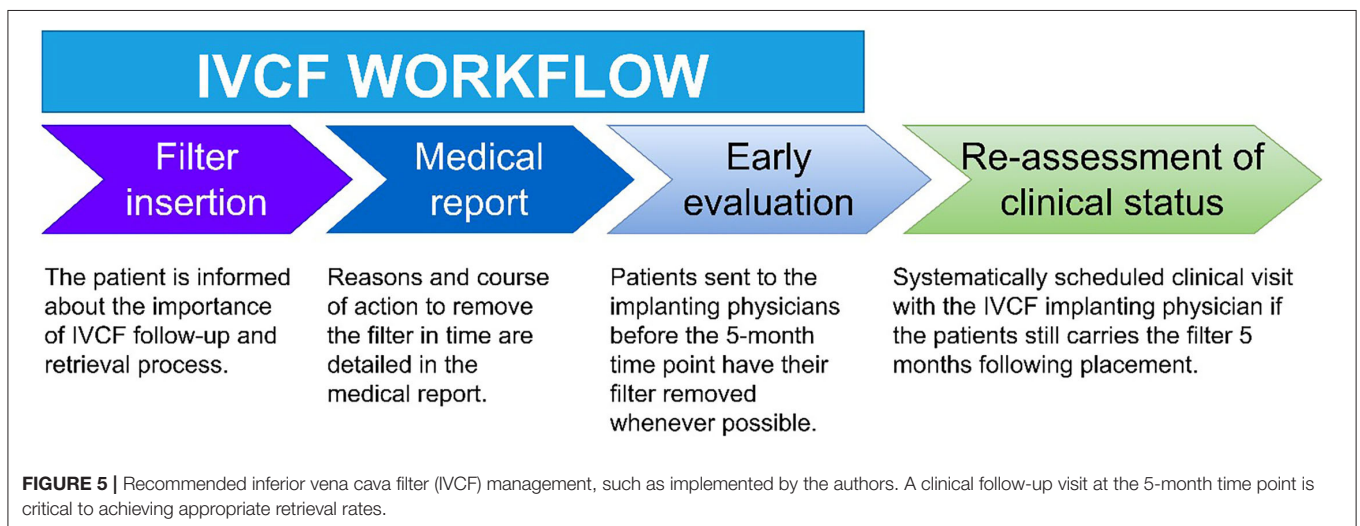 IVCF WORKFLOW
Filter
insertion
Medical
report
Early
evaluation
Re-assessment of
clinical status
The patient is informed
about the importance
of IVCF follow-up and
retrieval process.
Reasons and course
of action to remove
the filter in time are
detailed in the
medical report.
Patients sent to the
implanting physicians
before the 5-month
time point have their
filter removed
whenever possible.
Systematically scheduled clinical visit
with the IVCF implanting physician if
the patients still carries the filter 5
months following placement.
FIGURE 5 | Recommended inferior vena cava filter (IVCF) management, such as implemented by the authors. A clinical follow-up visit at the 5-month time point is
critical to achieving appropriate retrieval rates.